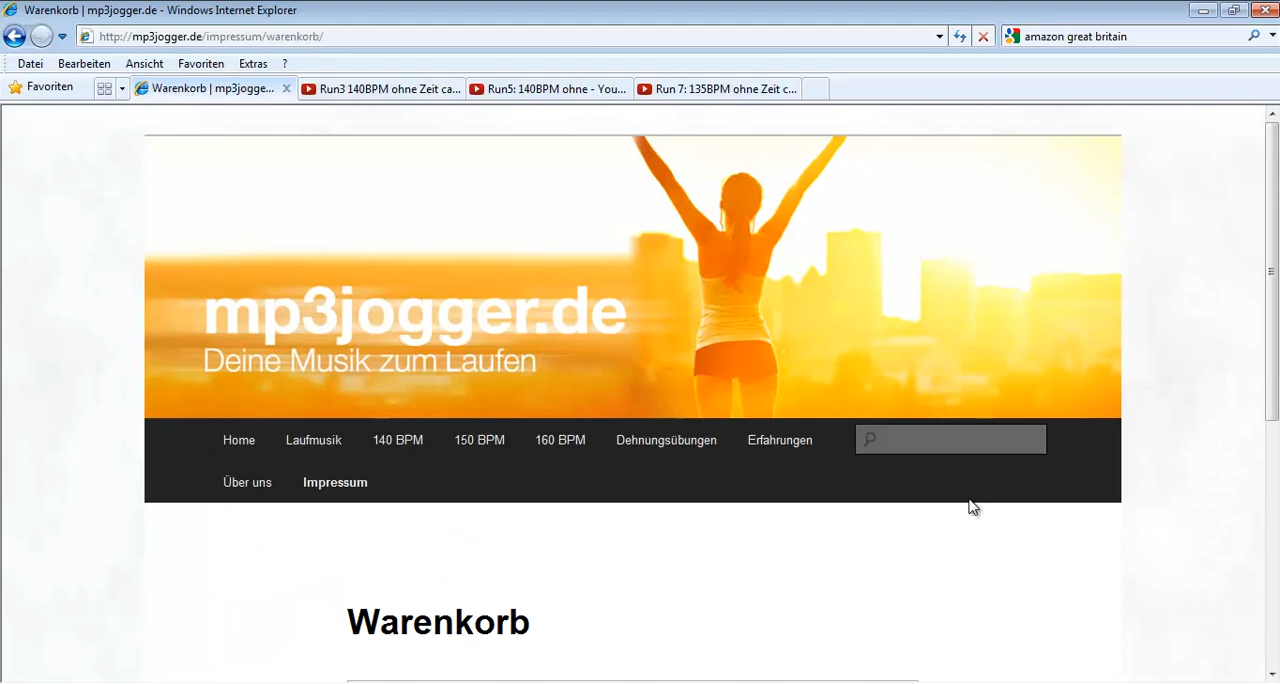 Warenkorb | mp3jogger.de - Windows Internet Explorer
http://mp3jogger.de/impressum/warenkorb/
amazon great britain
Datei Bearbeiten Ansicht Favoriten Extras ?
Favoriten Warenkorb | mp3jogge... Run3 140BPM ohne Zeit ca... Run5: 140BPM ohne - You... Run 7: 135BPM ohne Zeit c...
mp3jogger.de
Deine Musik zum Laufen
Home Laufmusik 140 BPM 150 BPM 160 BPM Dehnungsübungen Erfahrungen
Über uns Impressum
Warenkorb